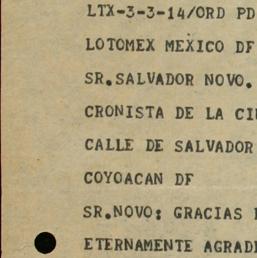 LTX-3-3-14/ORD PD
LOTOMEX MEXICO DF
SR.SALVADOR NOVO.
CRONISTA DE LA
CALLE DE SALVADOR
COYOACAN DF
SR.NOVO: GRACIAS
ETERNAMENTE